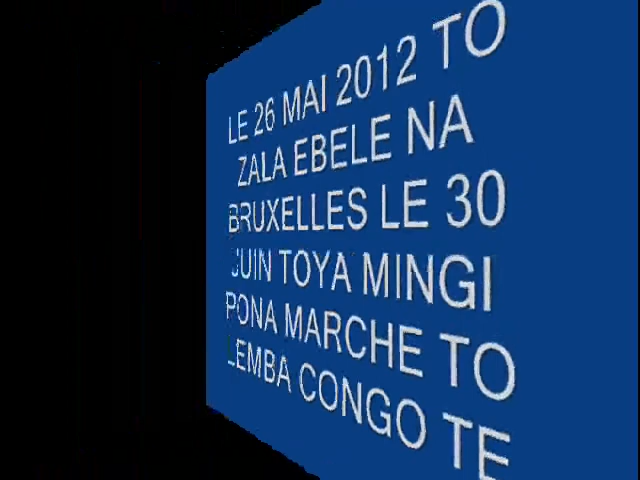 LE 26 MAI 2012 TO
ZALA EBELE NA
BRUXELLES LE 30
JUIN TOYA MINGI
PONA MARCHE TO
LEMBA CONGO TE